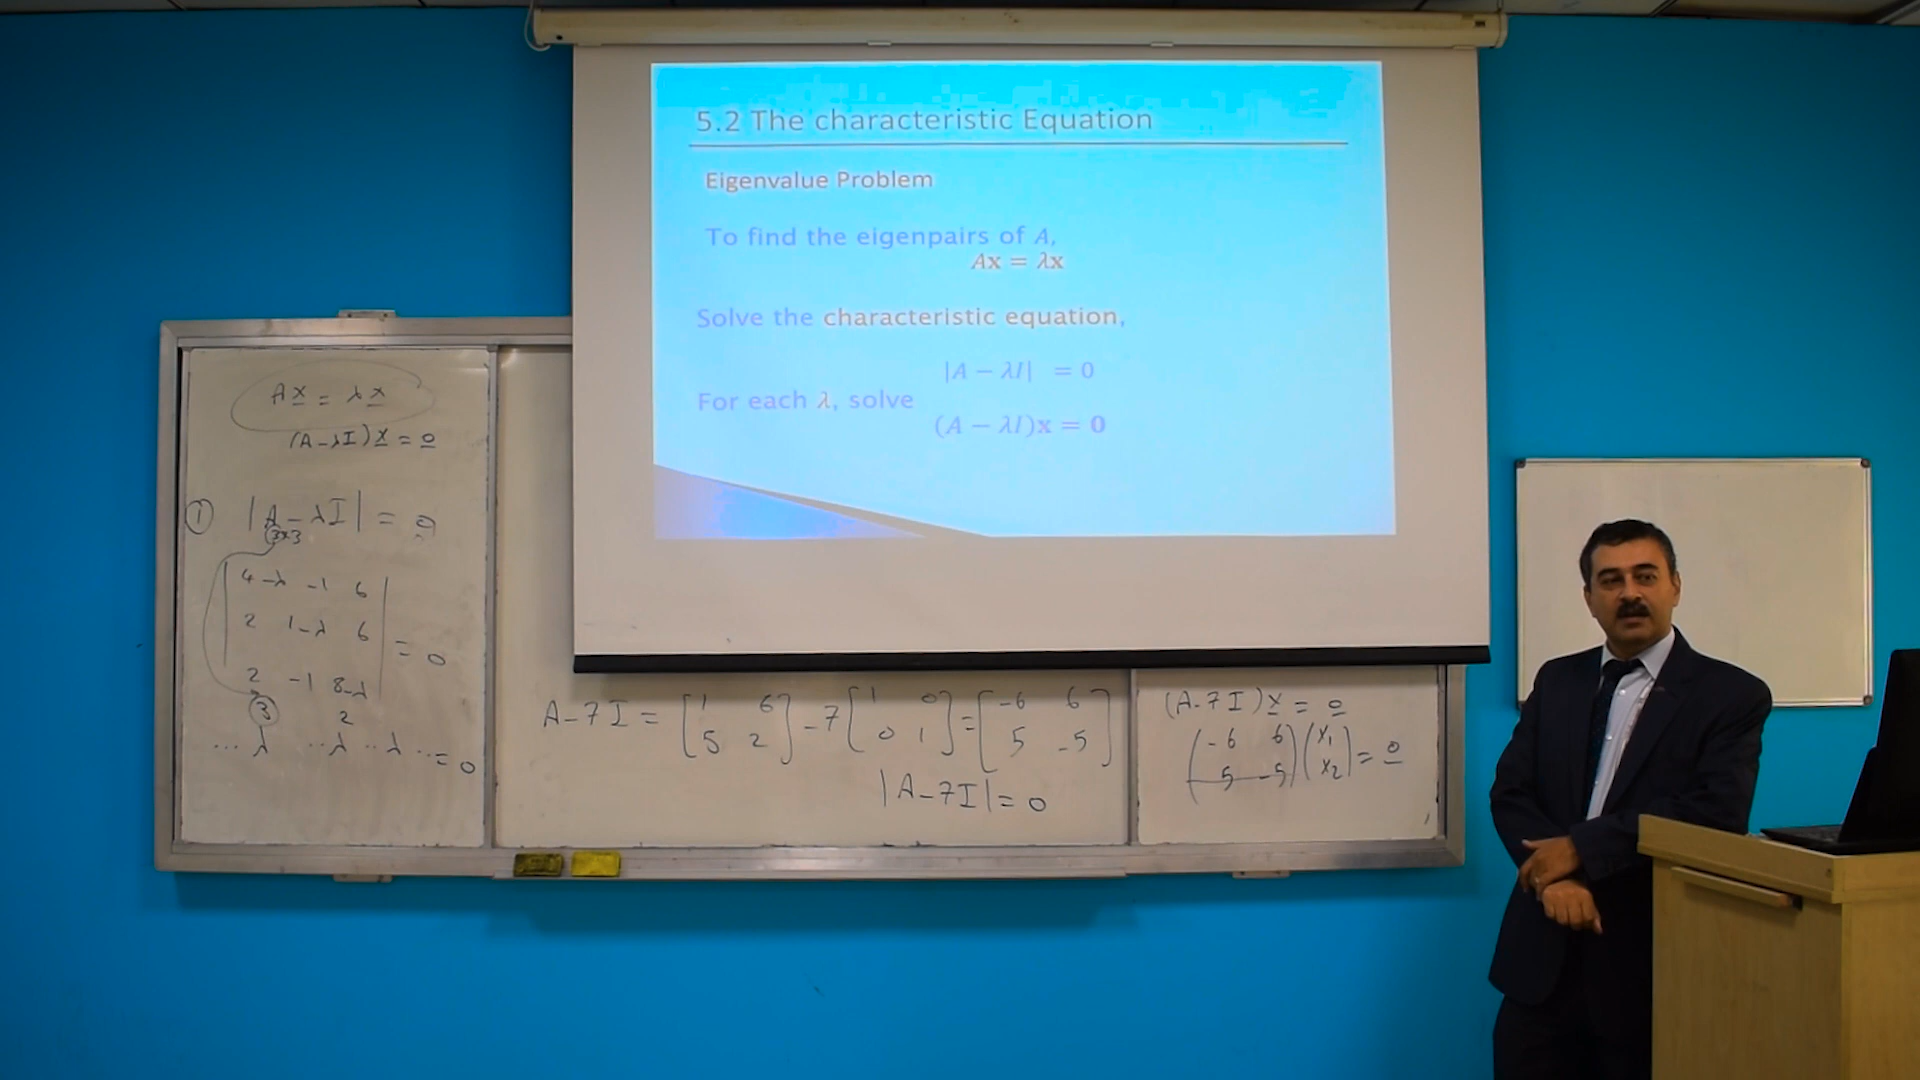 5.2 The characteristic Equation
Eigenvalue Problem
To find the eigenpairs of A,
Ax = λx
Solve the characteristic equation,
|A − λI| = 0
For each λ, solve
(A − λI)x = 0
Ax = λx
(A-λI)x = 0
① |A-λI| = 0
3x3
4-λ -1 6
2 1-λ 6
= 0
2 -1 8-λ
③ 2
... λ ..λ ..λ ..= 0
A-7I = [1 6] -7 [1 0] = [-6 6]
[5 2] [0 1] [5 -5]
|A-7I| = 0
(A-7I)x = 0
(-6 6) (x1) = 0
(5 -5) (x2)